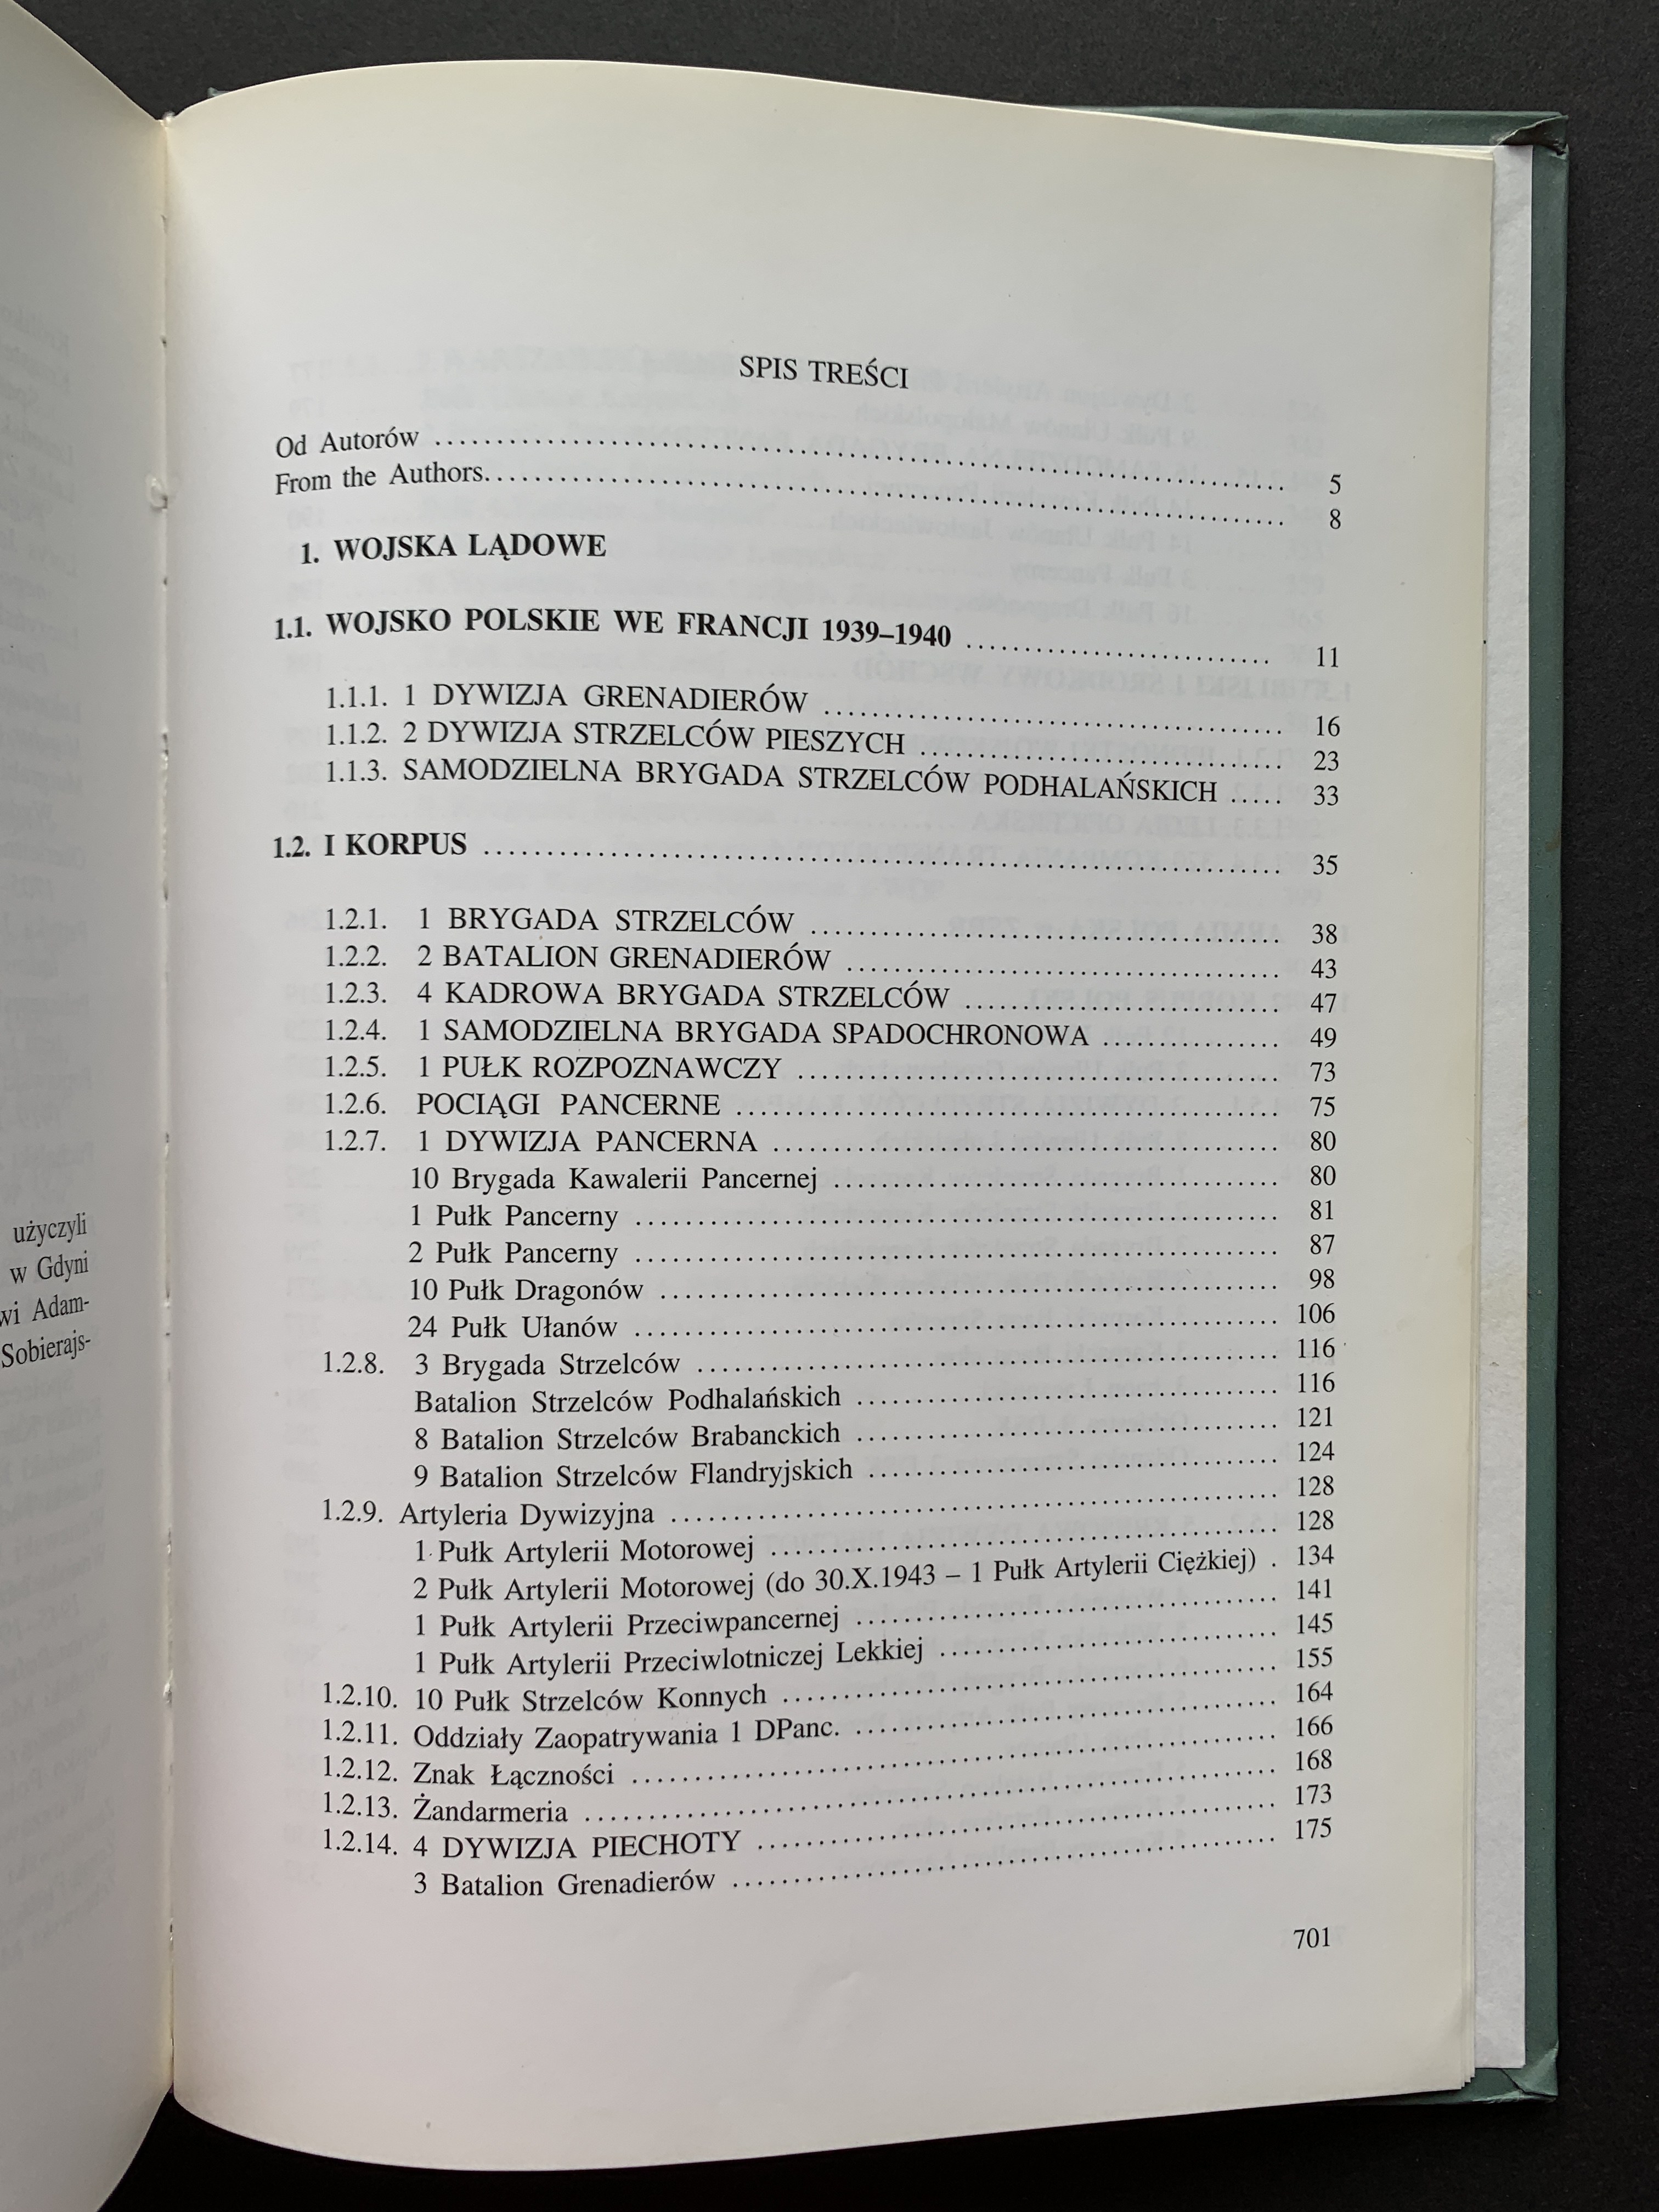 SPIS TREŚCI
Od Autorów ........ 5
From the Authors ........ 8
1. WOJSKA LĄDOWE
1.1. WOJSKO POLSKIE WE FRANCJI 1939–1940 ........ 11
1.1.1. 1 DYWIZJA GRENADIERÓW ........ 16
1.1.2. 2 DYWIZJA STRZELCÓW PIESZYCH ........ 23
1.1.3. SAMODZIELNA BRYGADA STRZELCÓW PODHALAŃSKICH ..... 33
1.2. I KORPUS ........ 35
1.2.1. 1 BRYGADA STRZELCÓW ........ 38
1.2.2. 2 BATALION GRENADIERÓW ........ 43
1.2.3. 4 KADROWA BRYGADA STRZELCÓW ........ 47
1.2.4. 1 SAMODZIELNA BRYGADA SPADOCHRONOWA ........ 49
1.2.5. 1 PUŁK ROZPOZNAWCZY ........ 73
1.2.6. POCIĄGI PANCERNE ........ 75
1.2.7. 1 DYWIZJA PANCERNA ........ 80
10 Brygada Kawalerii Pancernej ........ 80
1 Pułk Pancerny ........ 81
2 Pułk Pancerny ........ 87
10 Pułk Dragonów ........ 98
24 Pułk Ułanów ........ 106
1.2.8. 3 Brygada Strzelców ........ 116
Batalion Strzelców Podhalańskich ........ 116
8 Batalion Strzelców Brabanckich ........ 121
9 Batalion Strzelców Flandryjskich ........ 124
1.2.9. Artyleria Dywizyjna ........ 128
1 Pułk Artylerii Motorowej ........ 128
2 Pułk Artylerii Motorowej (do 30.X.1943 – 1 Pułk Artylerii Ciężkiej) . 134
1 Pułk Artylerii Przeciwpancernej ........ 141
1 Pułk Artylerii Przeciwlotniczej Lekkiej ........ 145
1.2.10. 10 Pułk Strzelców Konnych ........ 155
1.2.11. Oddziały Zaopatrywania 1 DPanc. ........ 164
1.2.12. Znak Łączności ........ 166
1.2.13. Żandarmeria ........ 168
1.2.14. 4 DYWIZJA PIECHOTY ........ 173
3 Batalion Grenadierów ........ 175
701
użyczyli
w Gdyni
wi Adam-
Sobierajs-